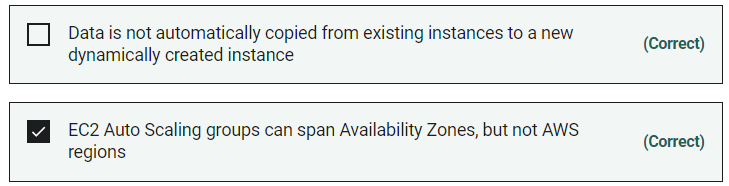 Data is not automatically copied from existing instances to a new
dynamically created instance
(Correct)
EC2 Auto Scaling groups can span Availability Zones, but not AWS
regions
(Correct)